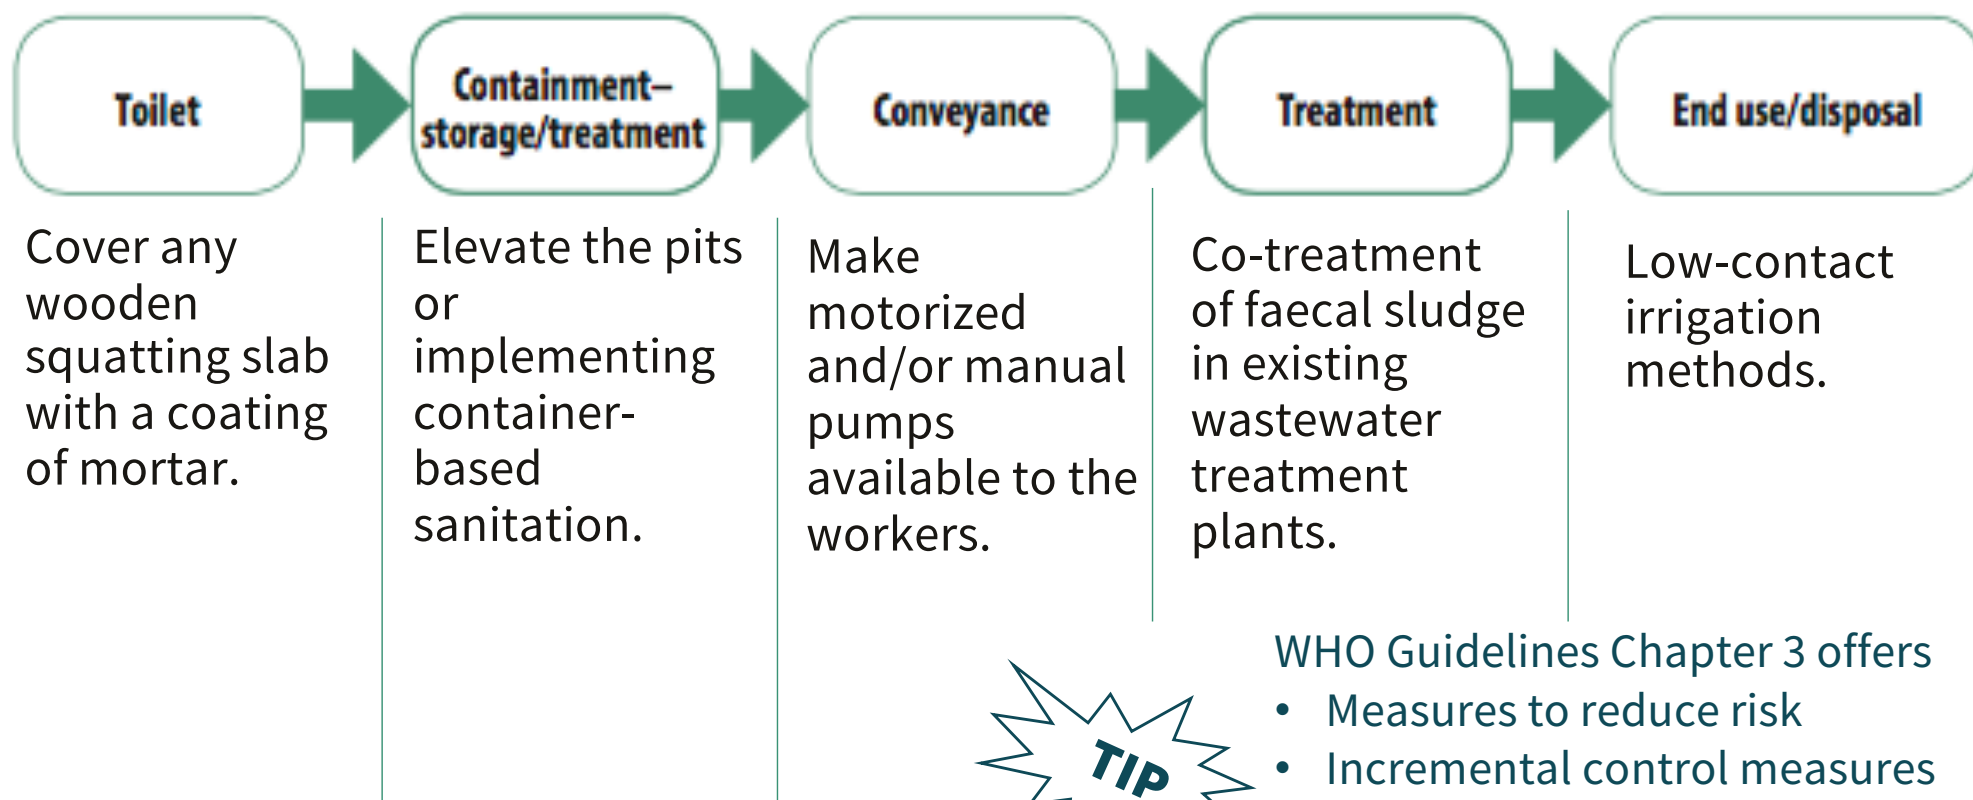 Toilet
Containment–
storage/treatment
Conveyance
Treatment
End use/disposal
Cover any
wooden
squatting slab
with a coating
of mortar.
Elevate the pits
or
implementing
container-
based
sanitation.
Make
motorized
and/or manual
pumps
available to the
workers.
Co-treatment
of faecal sludge
in existing
wastewater
treatment
plants.
Low-contact
irrigation
methods.
TIP
WHO Guidelines Chapter 3 offers
• Measures to reduce risk
• Incremental control measures